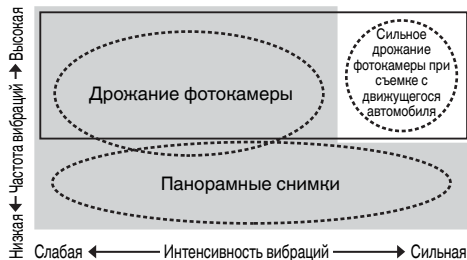 Низкая ← Частота вибраций → Высокая
Дрожание фотокамеры
Сильное
дрожание
фотокамеры при
съемке с
движущегося
автомобиля
Панорамные снимки
Слабая ← Интенсивность вибраций → Сильная